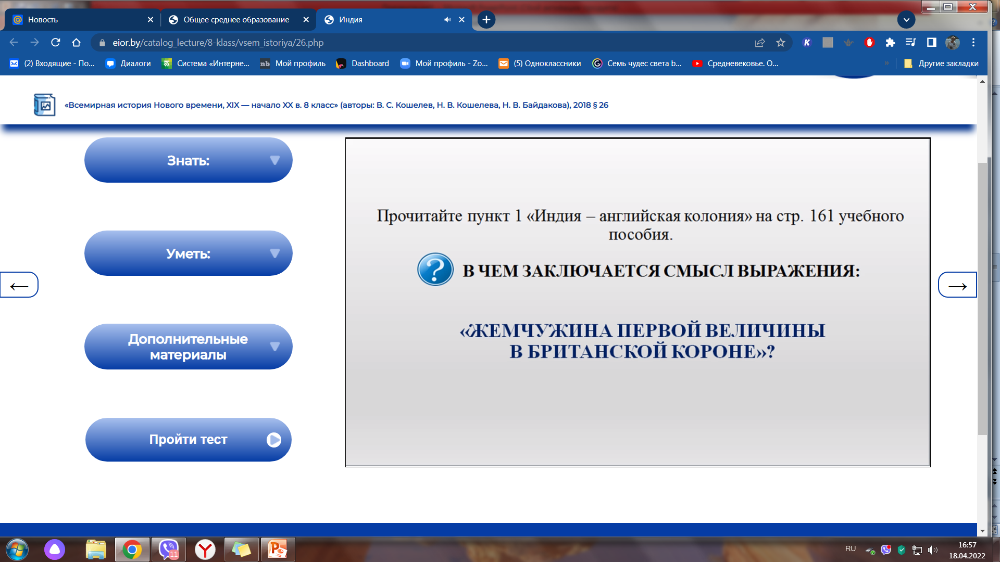 Новость
Общее среднее образование
Индия
eior.by/catalog_lecture/8-klass/vsem_istoriya/26.php
(2) Входящие - По...
Диалоги
Система «Интерне...
nb
Мой профиль
Dashboard
Мой профиль - Zo...
(5) Одноклассники
Семь чудес света b...
Средневековье. О...
Другие закладки
«Всемирная история Нового времени, XIX — начало XX в. 8 класс» (авторы: В. С. Кошелев, Н. В. Кошелева, Н. В. Байдакова), 2018 § 26
Знать:
Уметь:
Дополнительные
материалы
Пройти тест
Прочитайте пункт 1 «Индия – английская колония» на стр. 161 учебного
пособия.
? В ЧЕМ ЗАКЛЮЧАЕТСЯ СМЫСЛ ВЫРАЖЕНИЯ:
«ЖЕМЧУЖИНА ПЕРВОЙ ВЕЛИЧИНЫ
В БРИТАНСКОЙ КОРОНЕ»?
11
RU
16:57
18.04.2022